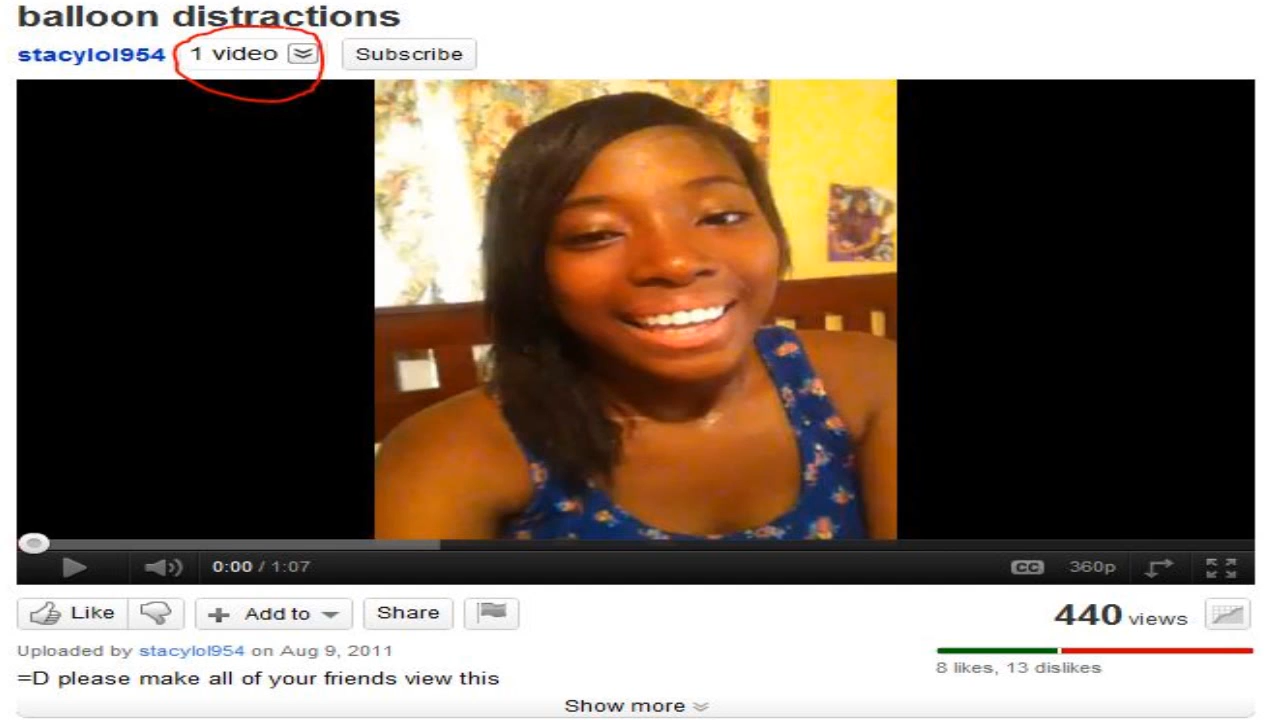 balloon distractions
stacylol954 1 video Subscribe
0:00 / 1:07 CC 360p
Like Add to Share 440 views
Uploaded by stacylol954 on Aug 9, 2011
8 likes, 13 dislikes
=D please make all of your friends view this
Show more